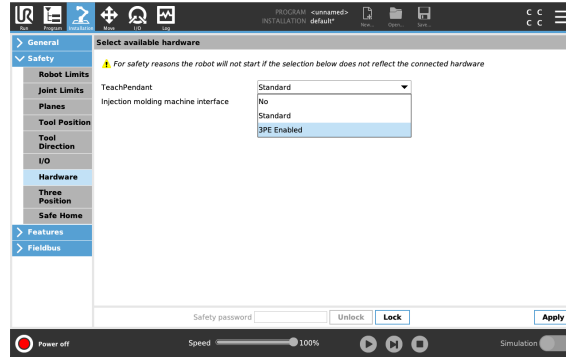 Run Program Installation Move I/O Log PROGRAM <unnamed> New... Open... Save... C C
INSTALLATION default* C C
General
Select available hardware
Safety
For safety reasons the robot will not start if the selection below does not reflect the connected hardware
Robot Limits
Joint Limits
Planes
Tool Position
Tool
Direction
I/O
Hardware
Three
Position
Safe Home
Features
Fieldbus
TeachPendant Standard
Injection molding machine interface No
Standard
3PE Enabled
Safety password Unlock Lock Apply
Power off Speed 100% Simulation